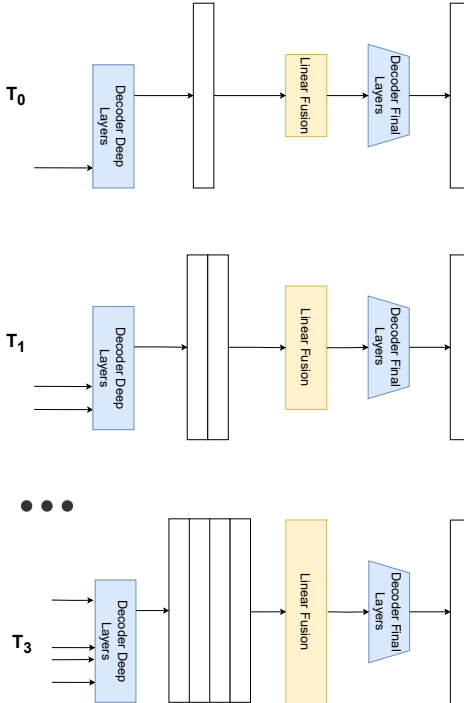 T0
Decoder Deep
Layers
Linear Fusion
Decoder Final
Layers
T1
Decoder Deep
Layers
Linear Fusion
Decoder Final
Layers
T3
Decoder Deep
Layers
Linear Fusion
Decoder Final
Layers